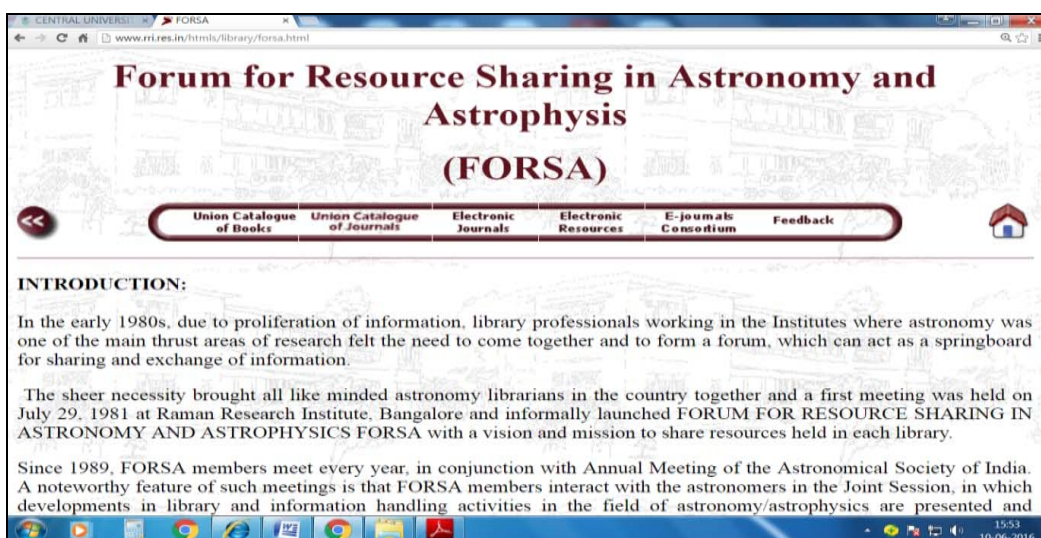 CENTRAL UNIVERSIT
FORSA
www.rri.res.in/htmls/library/forsa.html
Forum for Resource Sharing in Astronomy and
Astrophysis
(FORSA)
Union Catalogue of Books
Union Catalogue of Journals
Electronic Journals
Electronic Resources
E-journals Consortium
Feedback
INTRODUCTION:
In the early 1980s, due to proliferation of information, library professionals working in the Institutes where astronomy was
one of the main thrust areas of research felt the need to come together and to form a forum, which can act as a springboard
for sharing and exchange of information.
The sheer necessity brought all like minded astronomy librarians in the country together and a first meeting was held on
July 29, 1981 at Raman Research Institute, Bangalore and informally launched FORUM FOR RESOURCE SHARING IN
ASTRONOMY AND ASTROPHYSICS FORSA with a vision and mission to share resources held in each library.
Since 1989, FORSA members meet every year, in conjunction with Annual Meeting of the Astronomical Society of India.
A noteworthy feature of such meetings is that FORSA members interact with the astronomers in the Joint Session, in which
developments in library and information handling activities in the field of astronomy/astrophysics are presented and
15:53
10-06-2016